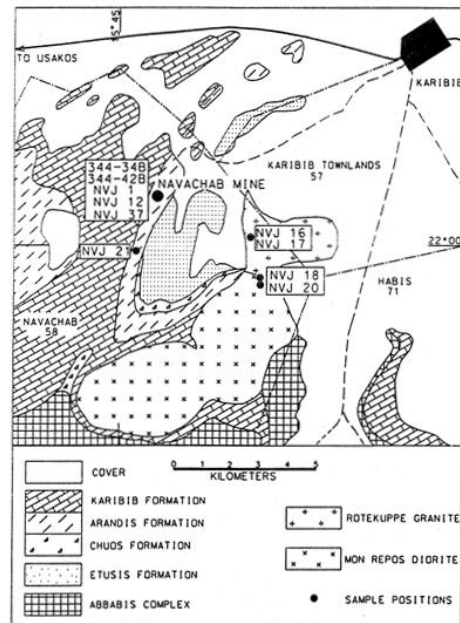 15°45'
TO USAKOS
KARIBIB
344-34B
344-42B
NVJ 1
NVJ 12
NVJ 37
NAVACHAB MINE
KARIBIB TOWNLANDS
57
NVJ 16
NVJ 17
22°00
NVJ 21
NVJ 18
NVJ 20
HABIS
71
NAVACHAB
58
COVER
KARIBIB FORMATION
ARANDIS FORMATION
CHUOS FORMATION
ETUSIS FORMATION
ABBABIS COMPLEX
0 1 2 3 4 5
KILOMETERS
ROTEKUPPE GRANITE
MON REPOS DIORITE
SAMPLE POSITIONS